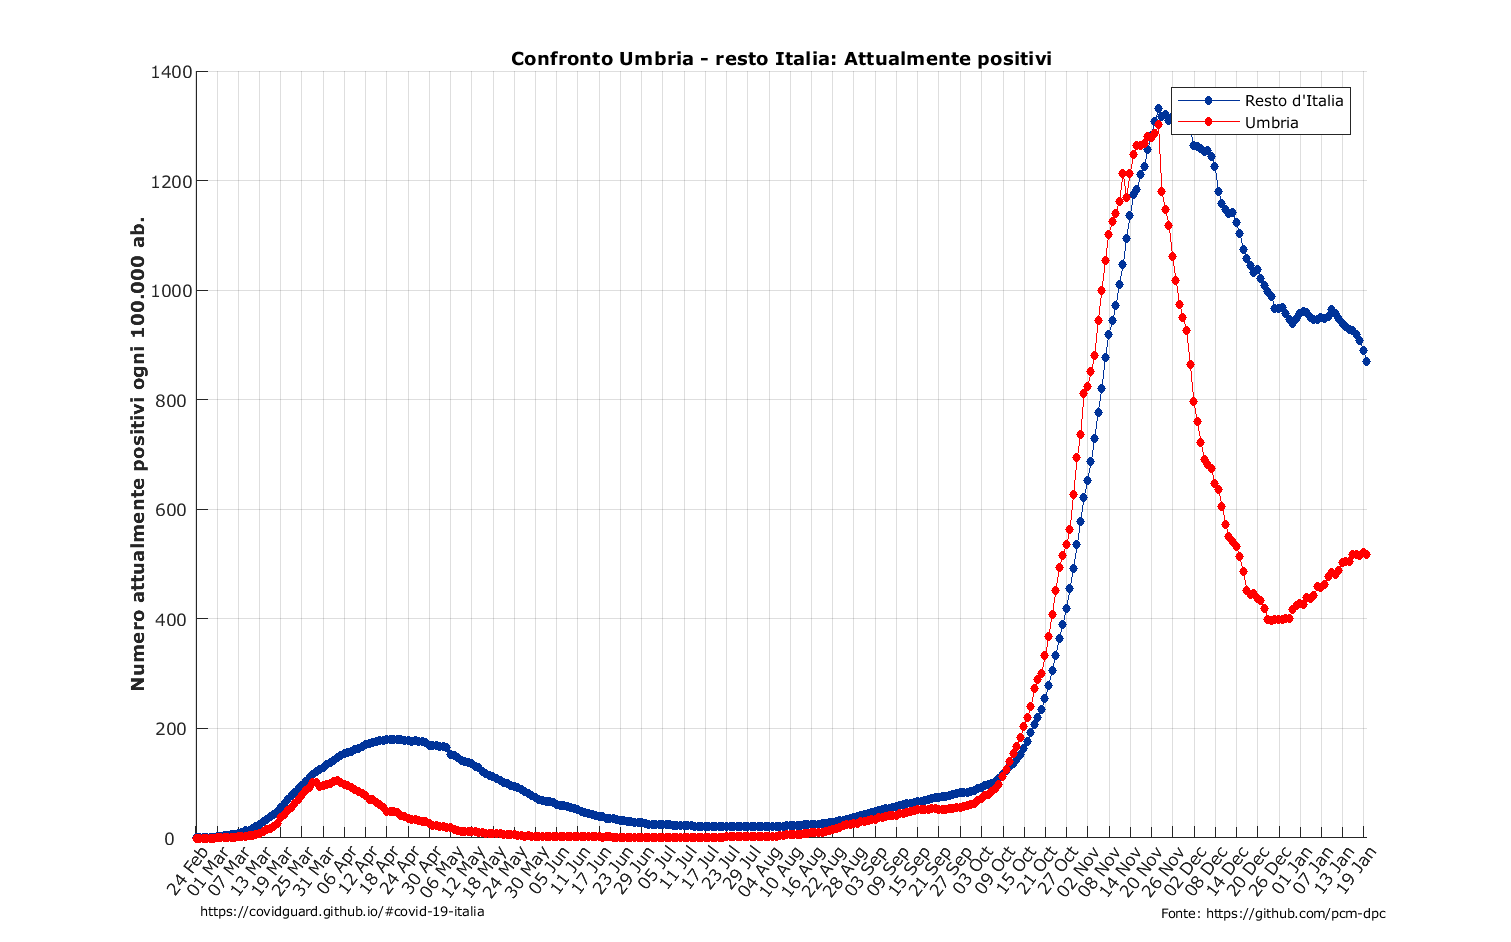 Confronto Umbria - resto Italia: Attualmente positivi
Numero attualmente positivi ogni 100.000 ab.
1400
1200
1000
800
600
400
200
0
Resto d'Italia
Umbria
24 Feb
01 Mar
07 Mar
13 Mar
19 Mar
25 Mar
31 Mar
06 Apr
12 Apr
18 Apr
24 Apr
30 Apr
06 May
12 May
18 May
24 May
30 May
05 Jun
11 Jun
17 Jun
23 Jun
29 Jun
05 Jul
11 Jul
17 Jul
23 Jul
29 Jul
04 Aug
10 Aug
16 Aug
22 Aug
28 Aug
03 Sep
09 Sep
15 Sep
21 Sep
27 Sep
03 Oct
09 Oct
15 Oct
21 Oct
27 Oct
02 Nov
08 Nov
14 Nov
20 Nov
26 Nov
02 Dec
08 Dec
14 Dec
20 Dec
26 Dec
01 Jan
07 Jan
13 Jan
19 Jan
https://covidguard.github.io/#covid-19-italia
Fonte: https://github.com/pcm-dpc